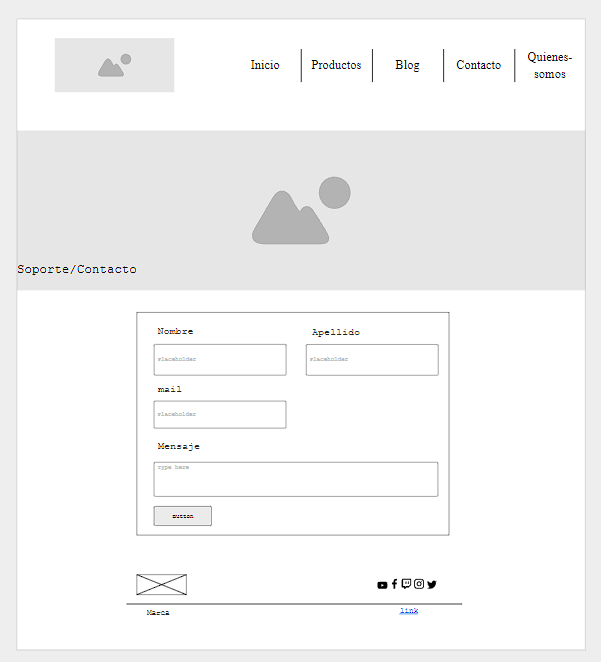 Inicio
Productos
Blog
Contacto
Quienes-
somos
Soporte/Contacto
Nombre
Apellido
Placeholder
Placeholder
mail
Placeholder
Mensaje
Type here
Button
Marca
link